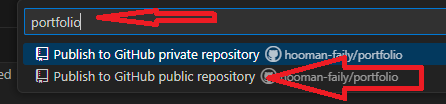 portfolio
Publish to GitHub private repository hooman-faily/portfolio
Publish to GitHub public repository hooman-faily/portfolio